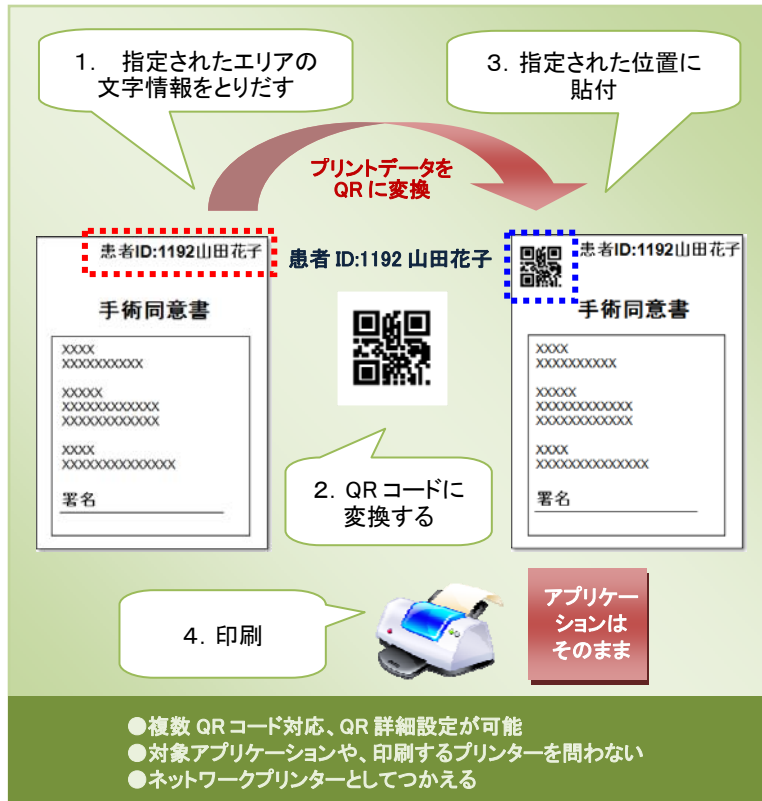 1.　指定されたエリアの
文字情報をとりだす
3．指定された位置に
貼付
プリントデータを
QRに変換
患者ID:1192山田花子
手術同意書
XXXX
XXXXXXXXXX
XXXXX
XXXXXXXXXXXX
XXXXXXXXXXXX
XXXX
XXXXXXXXXXXXXX
署名
患者 ID:1192 山田花子
2．QRコードに
変換する
患者ID:1192山田花子
手術同意書
XXXX
XXXXXXXXXX
XXXXX
XXXXXXXXXXXX
XXXXXXXXXXXX
XXXX
XXXXXXXXXXXXXX
署名
4．印刷
アプリケー
ションは
そのまま
●複数 QRコード対応、QR 詳細設定が可能
●対象アプリケーションや、印刷するプリンターを問わない
●ネットワークプリンターとしてつかえる